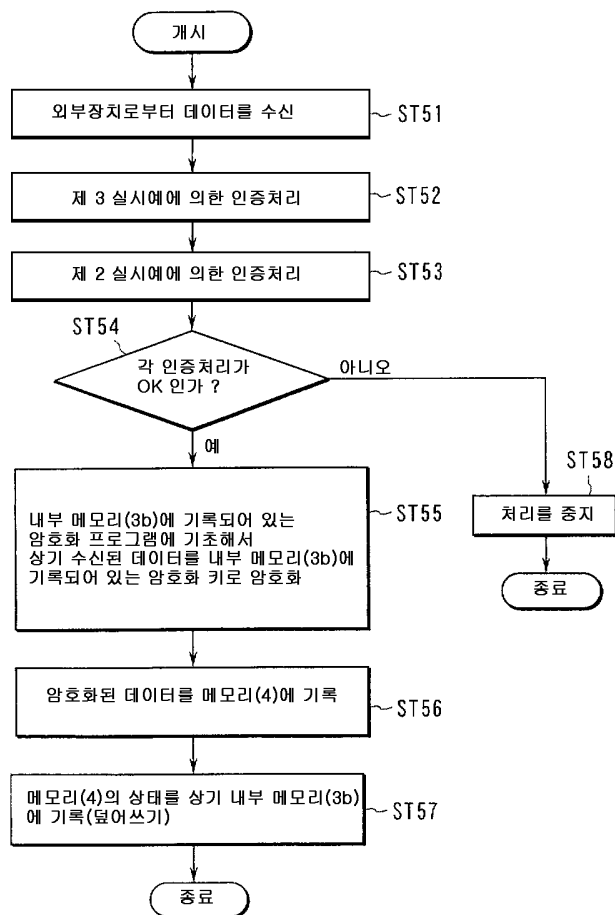 개시
외부장치로부터 데이터를 수신
ST51
제 3 실시예에 의한 인증처리
ST52
제 2 실시예에 의한 인증처리
ST53
ST54
각 인증처리가
OK 인가 ?
아니오
예
ST58
처리를 중지
종료
내부 메모리(3b)에 기록되어 있는
암호화 프로그램에 기초해서
상기 수신된 데이터를 내부 메모리(3b)에
기록되어 있는 암호화 키로 암호화
ST55
암호화된 데이터를 메모리(4)에 기록
ST56
메모리(4)의 상태를 상기 내부 메모리(3b)
에 기록(덮어쓰기)
ST57
종료